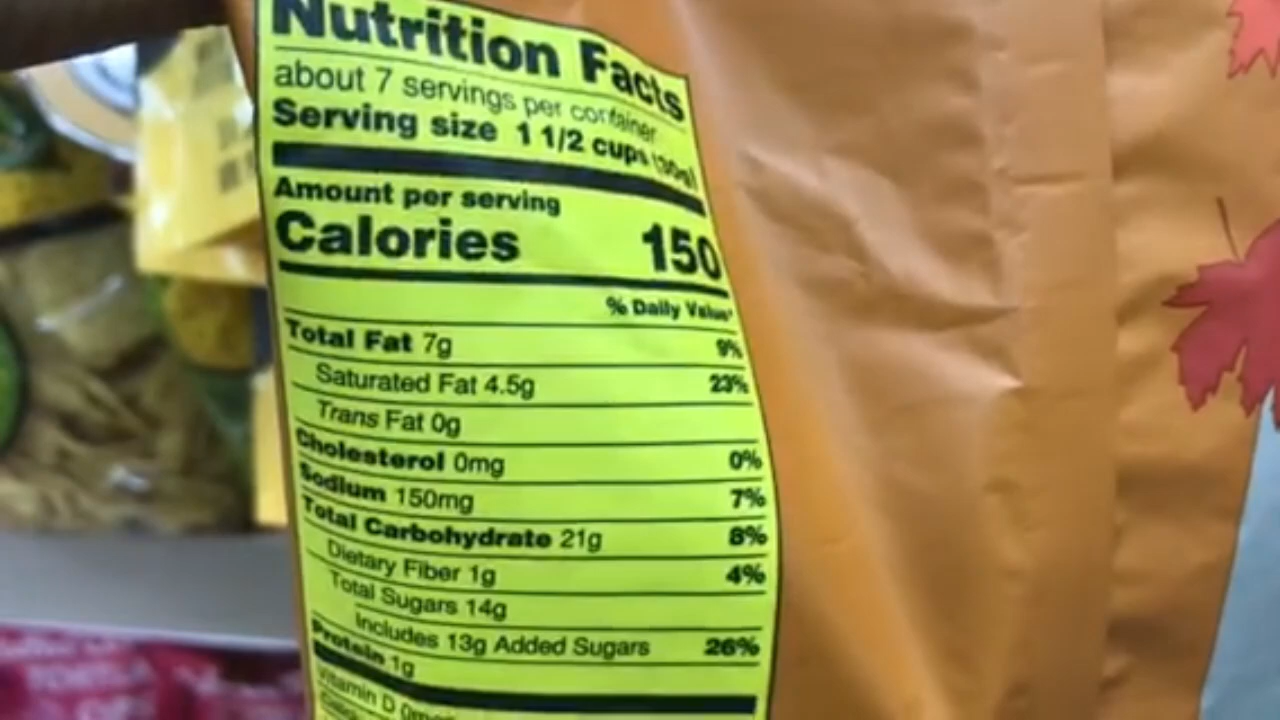 Nutrition Facts
about 7 servings per container
Serving size 1 1/2 cups (30g)
Amount per serving
Calories 150
% Daily Value*
Total Fat 7g 9%
Saturated Fat 4.5g 23%
Trans Fat 0g
Cholesterol 0mg 0%
Sodium 150mg 7%
Total Carbohydrate 21g 8%
Dietary Fiber 1g 4%
Total Sugars 14g
Includes 13g Added Sugars 26%
Protein 1g
Vitamin D